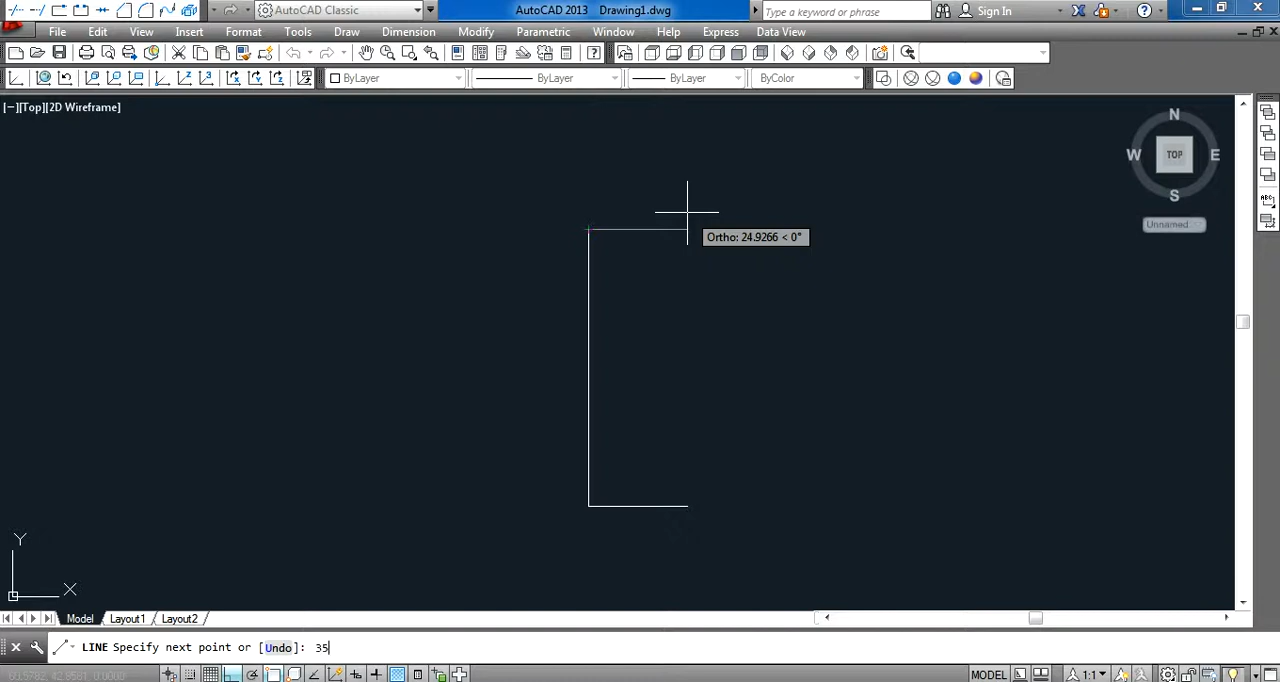 AutoCAD Classic
AutoCAD 2013 Drawing1.dwg
Type a keyword or phrase
Sign In
File Edit View Insert Format Tools Draw Dimension Modify Parametric Window Help Express Data View
ByLayer ByLayer ByLayer ByColor
[−][Top][2D Wireframe]
N
W TOP E
S
Unnamed
Ortho: 24.9266 < 0°
Y
X
Model Layout1 Layout2
LINE Specify next point or [Undo]: 35
MODEL 1:1